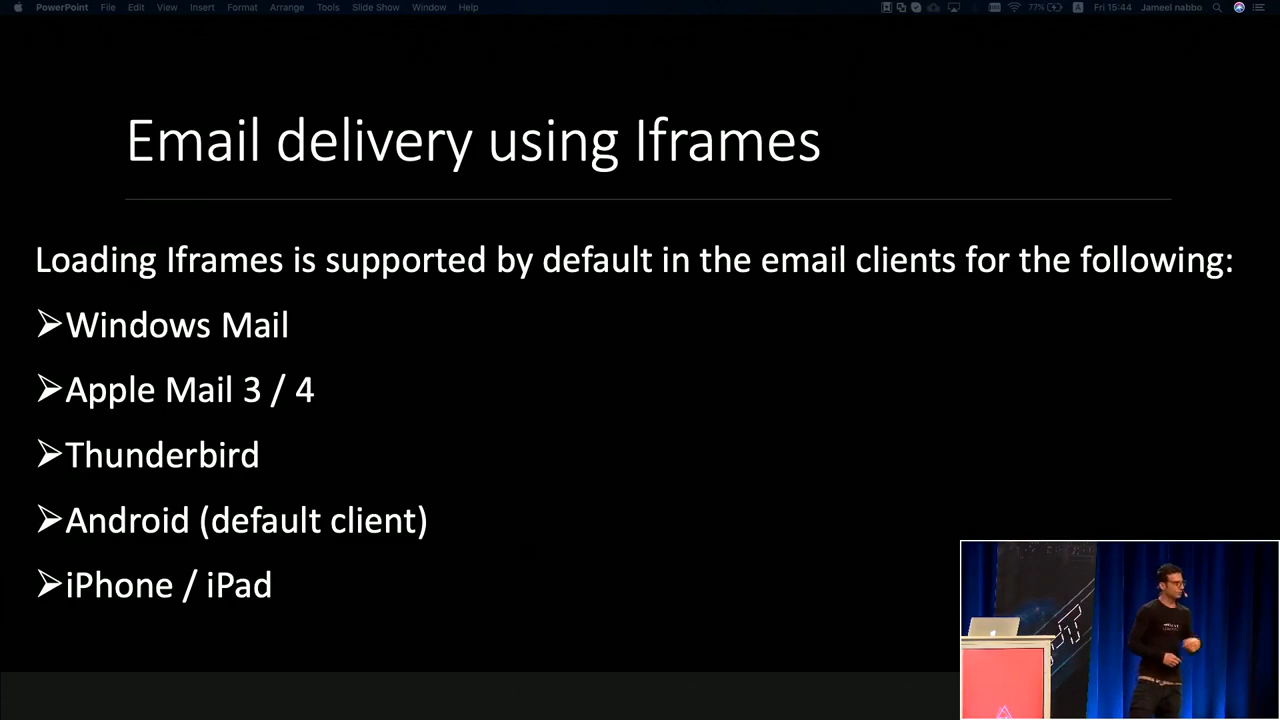 PowerPoint File Edit View Insert Format Arrange Tools Slide Show Window Help 77% A Fri 15:44 Jameel nabbo
Email delivery using Iframes
Loading Iframes is supported by default in the email clients for the following:
➢Windows Mail
➢Apple Mail 3 / 4
➢Thunderbird
➢Android (default client)
➢iPhone / iPad